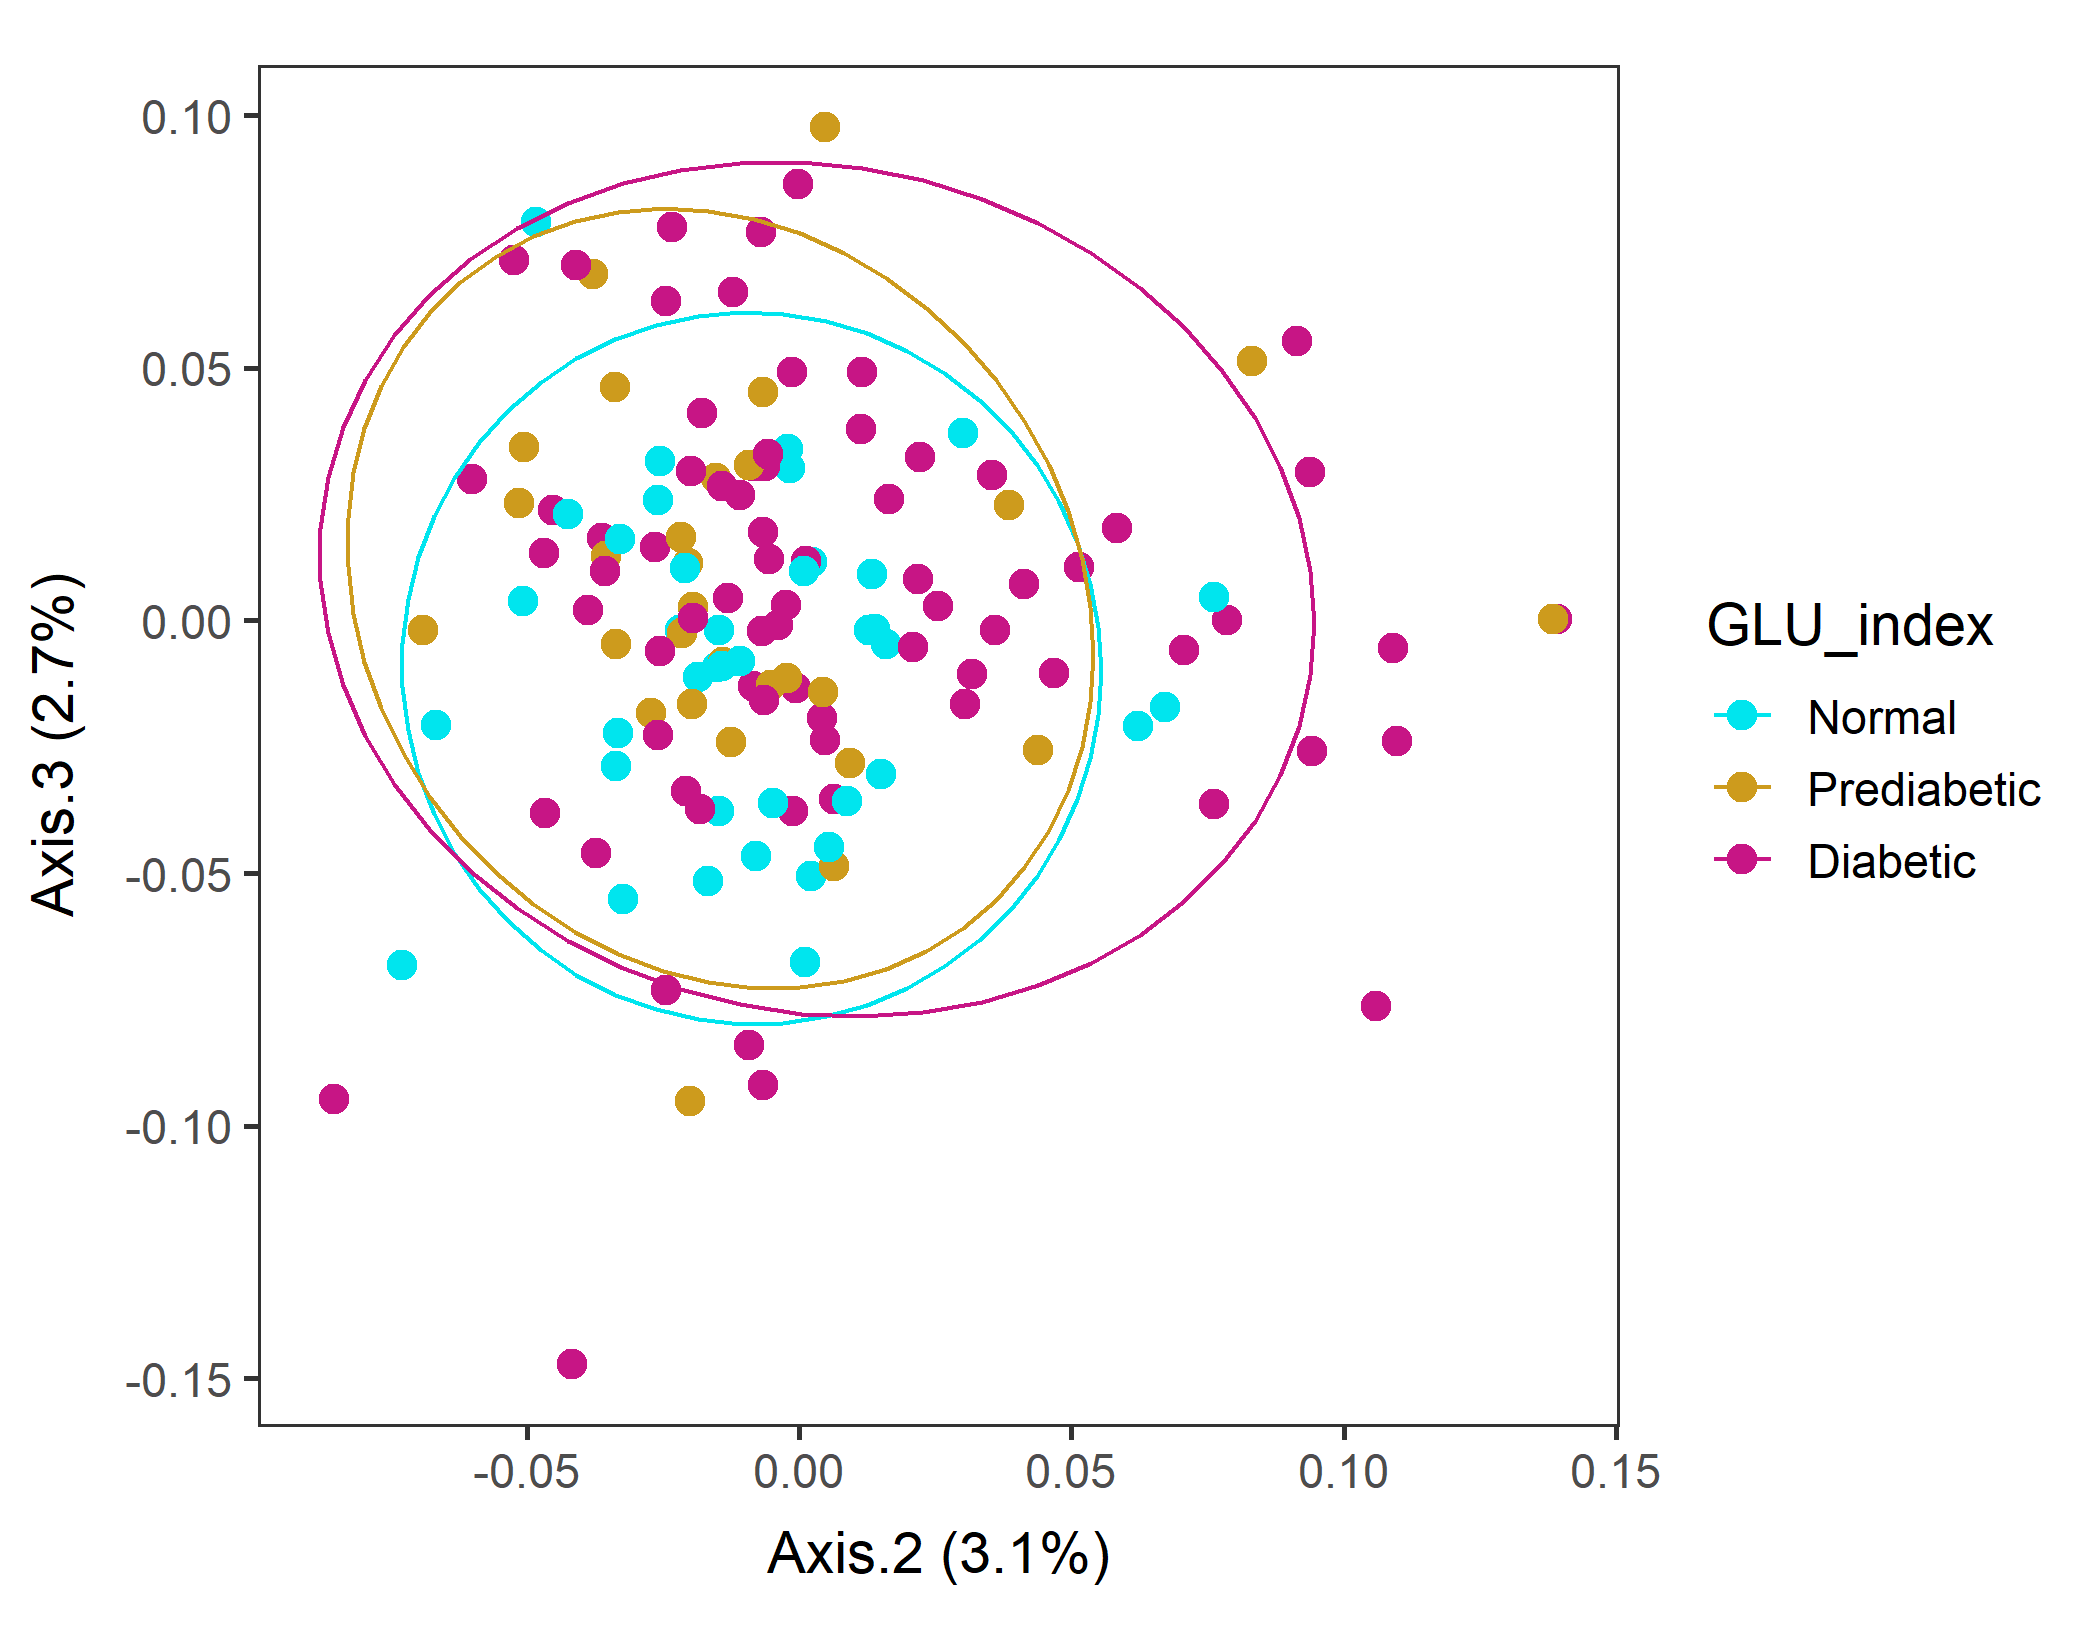 0.10
0.05
0.00
-0.05
-0.10
-0.15
Axis.3 (2.7%)
-0.05 0.00 0.05 0.10 0.15
Axis.2 (3.1%)
GLU_index
Normal
Prediabetic
Diabetic